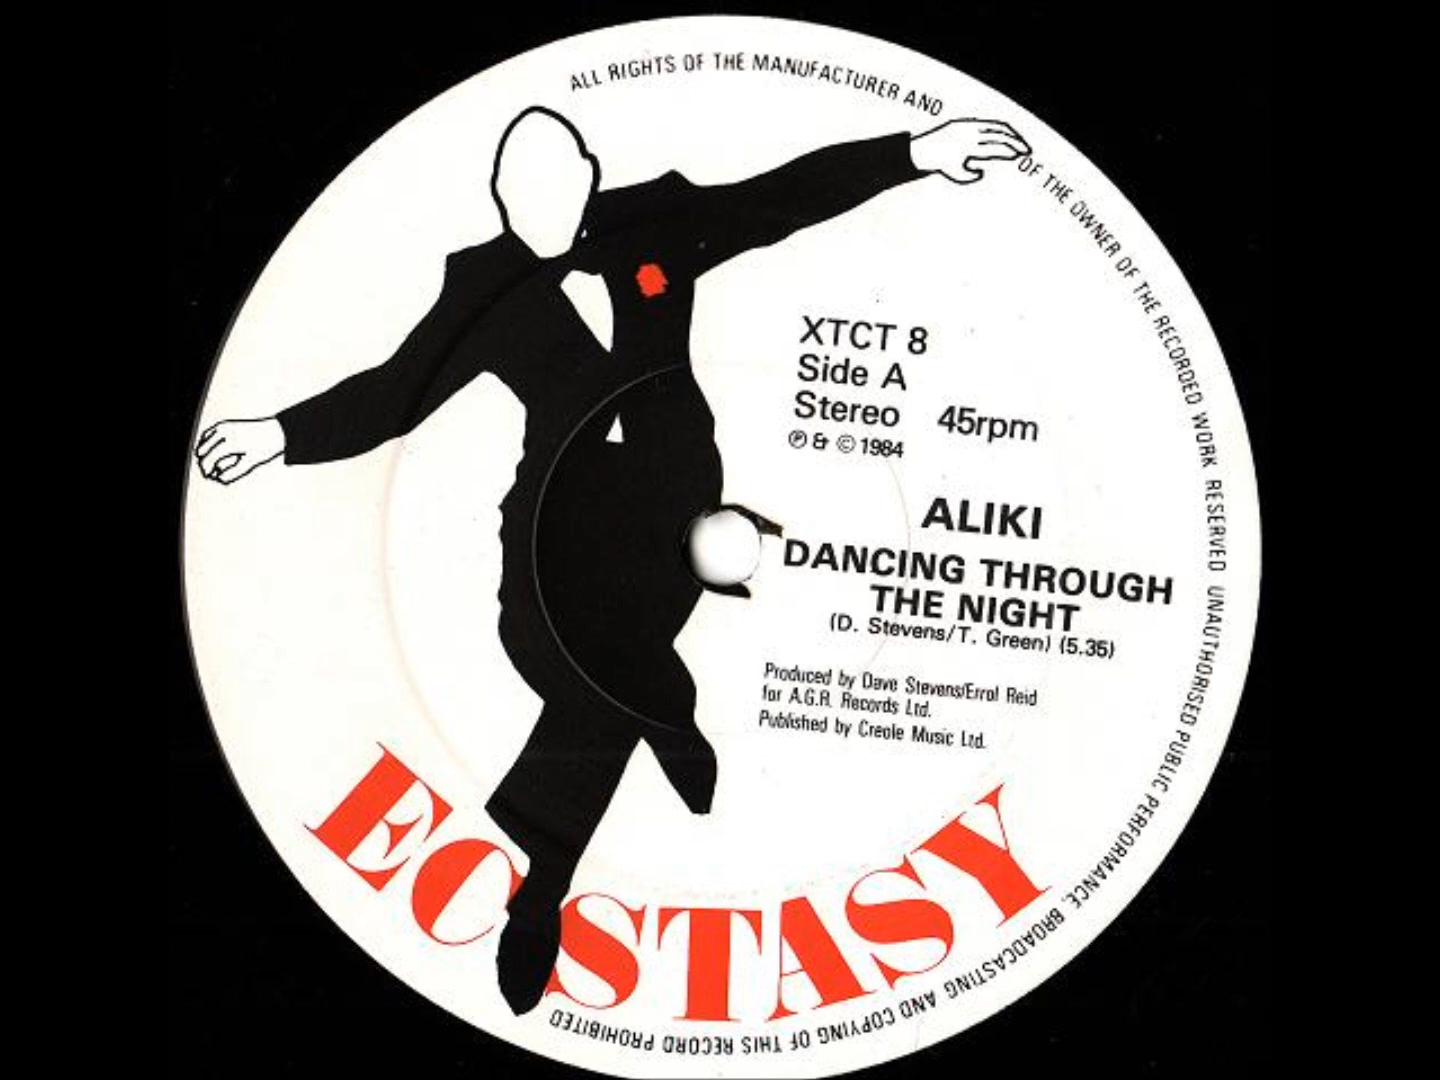 ALL RIGHTS OF THE MANUFACTURER AND OF THE OWNER OF THE RECORDED WORK RESERVED UNAUTHORISED PUBLIC PERFORMANCE, BROADCASTING AND COPYING OF THIS RECORD PROHIBITED
XTCT 8
Side A
Stereo 45rpm
℗ & © 1984
ALIKI
DANCING THROUGH
THE NIGHT
(D. Stevens/T. Green) (5.35)
Produced by Dave Stevens/Errol Reid
for A.G.R. Records Ltd.
Published by Creole Music Ltd.
ECSTASY